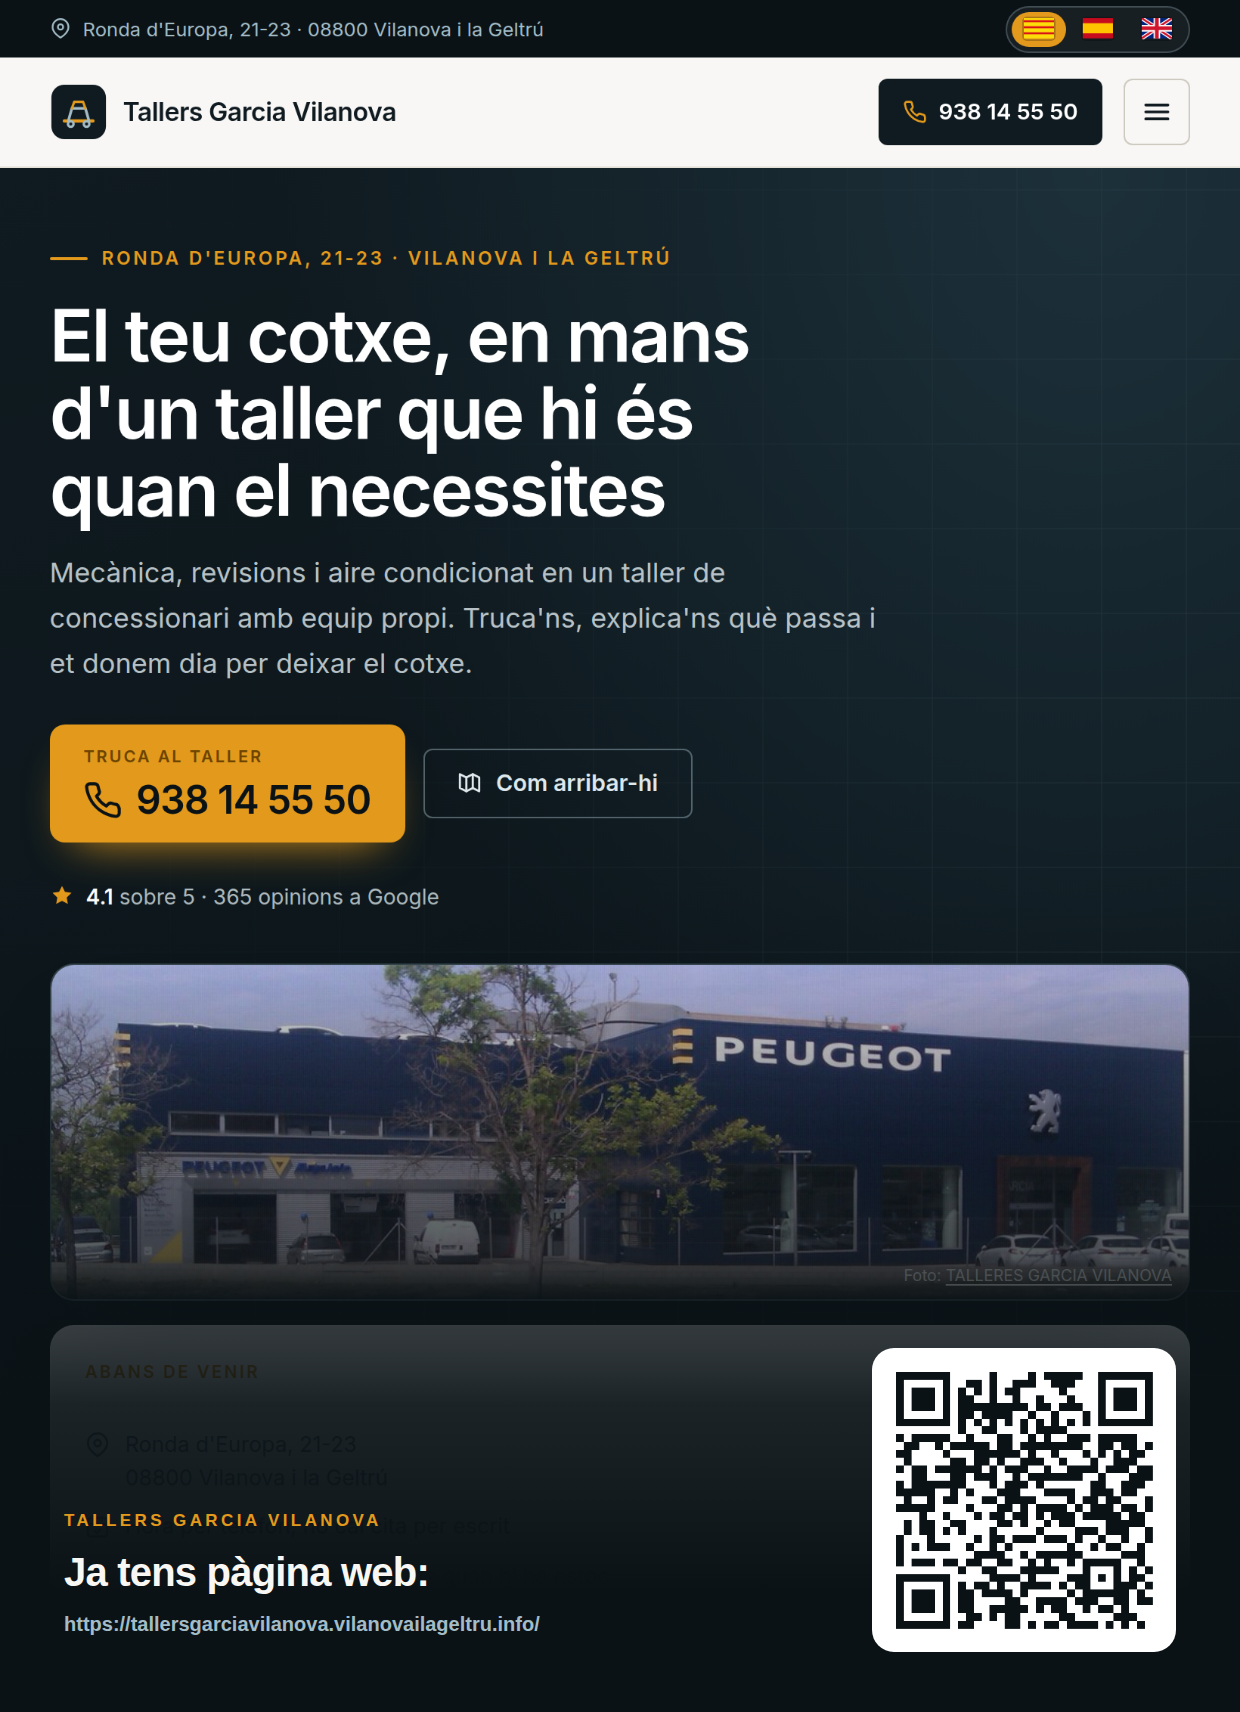 Ronda d'Europa, 21-23 · 08800 Vilanova i la Geltrú
Tallers Garcia Vilanova
938 14 55 50
RONDA D'EUROPA, 21-23 · VILANOVA I LA GELTRÚ
El teu cotxe, en mans
d'un taller que hi és
quan el necessites
Mecànica, revisions i aire condicionat en un taller de
concessionari amb equip propi. Truca'ns, explica'ns què passa i
et donem dia per deixar el cotxe.
TRUCA AL TALLER
938 14 55 50
Com arribar-hi
4.1 sobre 5 · 365 opinions a Google
PEUGEOT
PEUGEOT
Foto: TALLERES GARCIA VILANOVA
ABANS DE VENIR
Ronda d'Europa, 21-23
08800 Vilanova i la Geltrú
per escrit
TALLERS GARCIA VILANOVA
Ja tens pàgina web:
https://tallersgarciavilanova.vilanovailageltru.info/